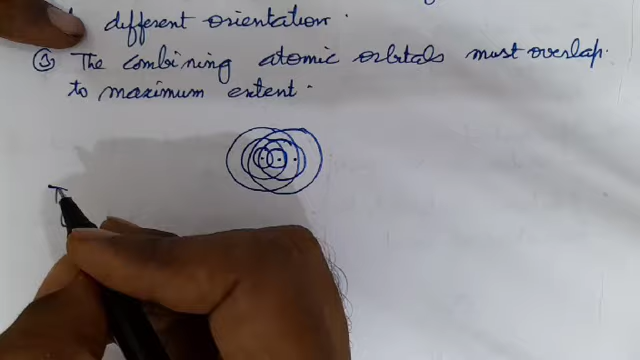 different orientation.
③ The combining atomic orbitals must overlap
to maximum extent.